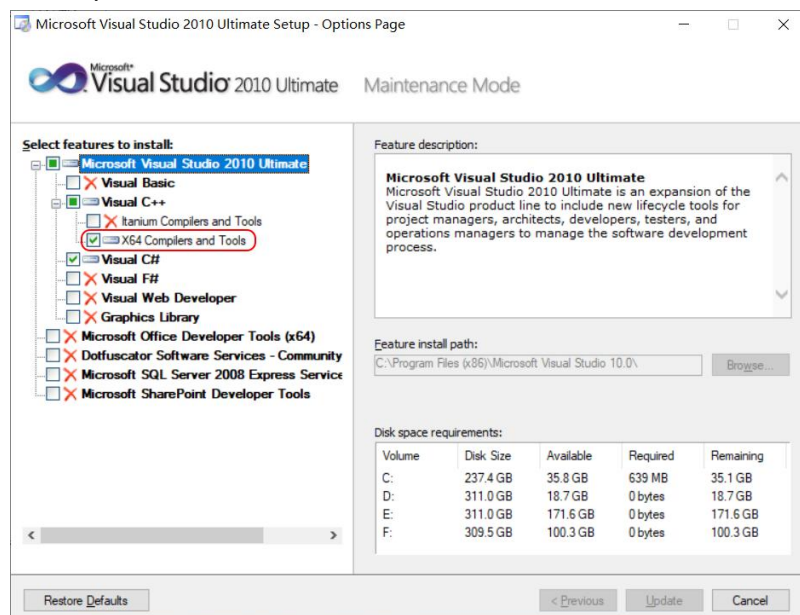 Microsoft Visual Studio 2010 Ultimate Setup - Options Page
Microsoft®
Visual Studio 2010 Ultimate
Maintenance Mode
Select features to install:
Microsoft Visual Studio 2010 Ultimate
Visual Basic
Visual C++
Itanium Compilers and Tools
X64 Compilers and Tools
Visual C#
Visual F#
Visual Web Developer
Graphics Library
Microsoft Office Developer Tools (x64)
Dotfuscator Software Services - Community
Microsoft SQL Server 2008 Express Service
Microsoft SharePoint Developer Tools
Feature description:
Microsoft Visual Studio 2010 Ultimate
Microsoft Visual Studio 2010 Ultimate is an expansion of the
Visual Studio product line to include new lifecycle tools for
project managers, architects, developers, testers, and
operations managers to manage the software development
process.
Feature install path:
C:\Program Files (x86)\Microsoft Visual Studio 10.0\
Browse...
Disk space requirements:
Volume Disk Size Available Required Remaining
C: 237.4 GB 35.8 GB 639 MB 35.1 GB
D: 311.0 GB 18.7 GB 0 bytes 18.7 GB
E: 311.0 GB 171.6 GB 0 bytes 171.6 GB
F: 309.5 GB 100.3 GB 0 bytes 100.3 GB
Restore Defaults
< Previous
Update
Cancel